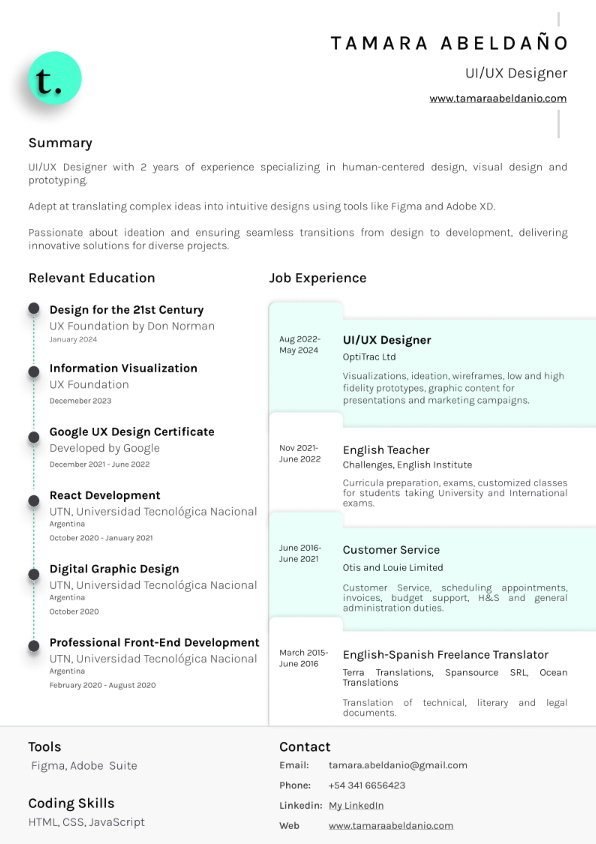 TAMARA ABELDAÑO
UI/UX Designer
www.tamaraabeldanio.com
t.
Summary
UI/UX Designer with 2 years of experience specializing in human-centered design, visual design and
prototyping.
Adept at translating complex ideas into intuitive designs using tools like Figma and Adobe XD.
Passionate about ideation and ensuring seamless transitions from design to development, delivering
innovative solutions for diverse projects.
Relevant Education
Design for the 21st Century
UX Foundation by Don Norman
January 2024
Information Visualization
UX Foundation
Decemeber 2023
Google UX Design Certificate
Developed by Google
December 2021 - June 2022
React Development
UTN, Universidad Tecnológica Nacional
Argentina
October 2020 - January 2021
Digital Graphic Design
UTN, Universidad Tecnológica Nacional
Argentina
October 2020
Professional Front-End Development
UTN, Universidad Tecnológica Nacional
Argentina
February 2020 - August 2020
Job Experience
Aug 2022-
May 2024
UI/UX Designer
OptiTrac Ltd
Visualizations, ideation, wireframes, low and high
fidelity prototypes, graphic content for
presentations and marketing campaigns.
Nov 2021-
June 2022
English Teacher
Challenges, English Institute
Curricula preparation, exams, customized classes
for students taking University and International
exams.
June 2016-
June 2021
Customer Service
Otis and Louie Limited
Customer Service, scheduling appointments,
invoices, budget support, H&S and general
administration duties.
March 2015-
June 2016
English-Spanish Freelance Translator
Terra Translations, Spansource SRL, Ocean
Translations
Translation of technical, literary and legal
documents.
Tools
Figma, Adobe Suite
Coding Skills
HTML, CSS, JavaScript
Contact
Email: tamara.abeldanio@gmail.com
Phone: +54 341 6656423
Linkedin: My LinkedIN
Web www.tamaraabeldanio.com